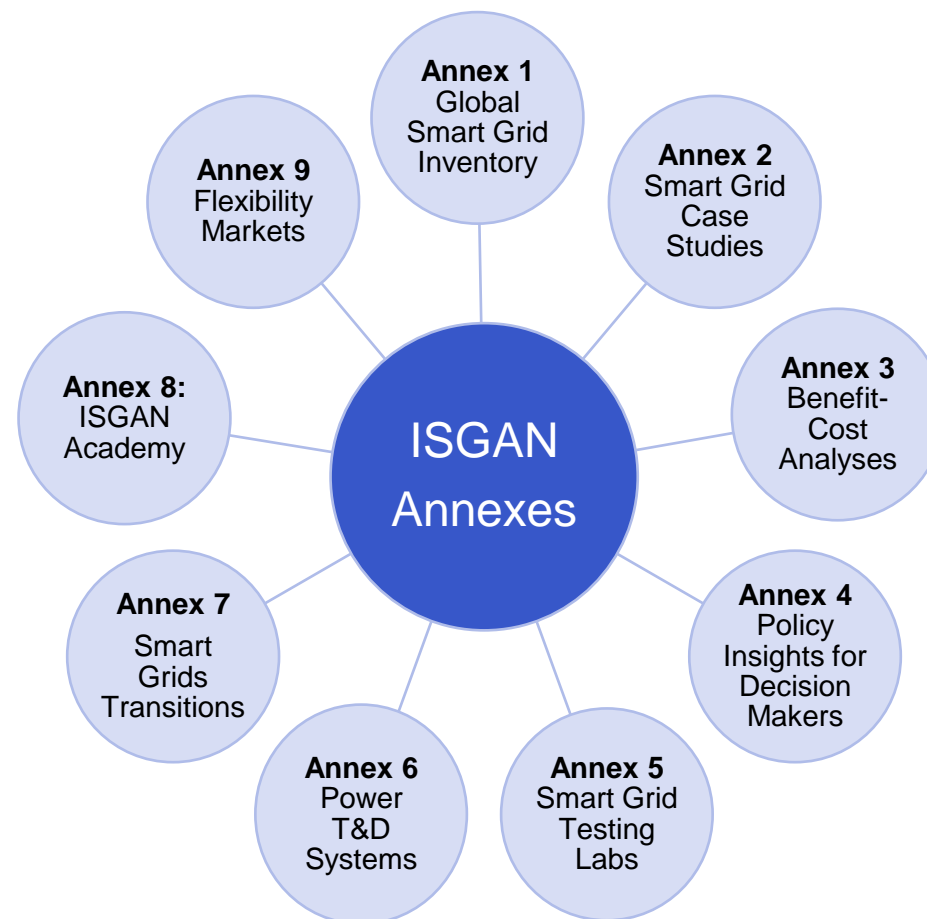 Annex 1
Global
Smart Grid
Inventory
Annex 2
Smart Grid
Case
Studies
Annex 3
Benefit-
Cost
Analyses
Annex 4
Policy
Insights for
Decision
Makers
Annex 5
Smart Grid
Testing
Labs
Annex 6
Power
T&D
Systems
Annex 7
Smart
Grids
Transitions
Annex 8:
ISGAN
Academy
Annex 9
Flexibility
Markets
ISGAN
Annexes